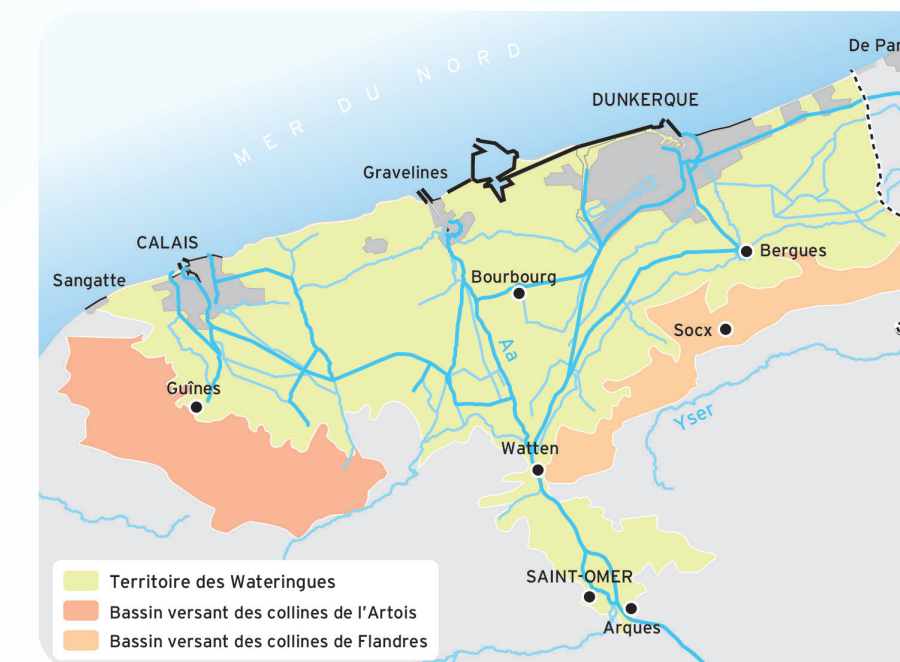 De Par
MER DU NORD
DUNKERQUE
Gravelines
CALAIS
Sangatte
Bergues
Bourbourg
Socx
Aa
Guînes
Yser
Watten
SAINT-OMER
Arques
Territoire des Wateringues
Bassin versant des collines de l'Artois
Bassin versant des collines de Flandres